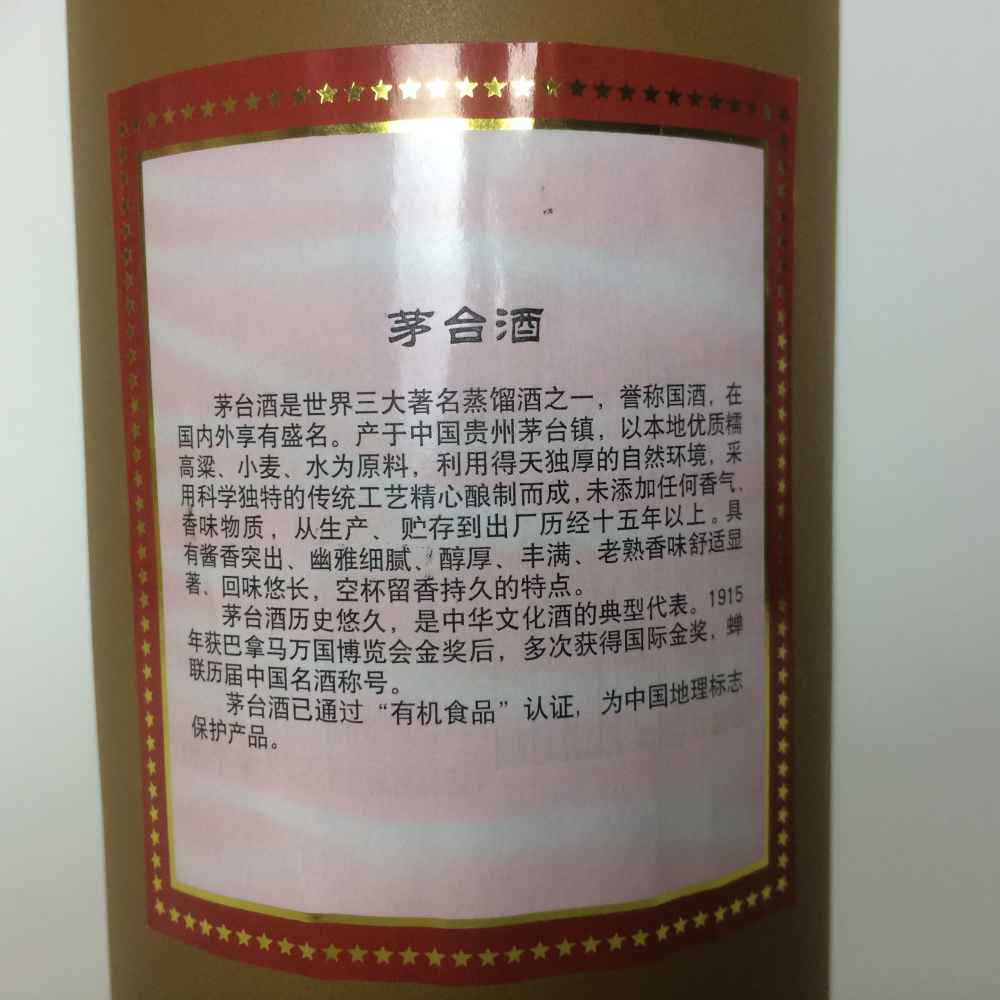 茅台酒
茅台酒是世界三大著名蒸馏酒之一，誉称国酒，在
国内外享有盛名。产于中国贵州茅台镇，以本地优质糯
高粱、小麦、水为原料，利用得天独厚的自然环境，采
用科学独特的传统工艺精心酿制而成，未添加任何香气、
香味物质，从生产、贮存到出厂历经十五年以上。具
有酱香突出、幽雅细腻、醇厚、丰满、老熟香味舒适显
著、回味悠长，空杯留香持久的特点。
茅台酒历史悠久，是中华文化酒的典型代表。1915
年获巴拿马万国博览会金奖后，多次获得国际金奖，蝉
联历届中国名酒称号。
茅台酒已通过“有机食品”认证，为中国地理标志
保护产品。